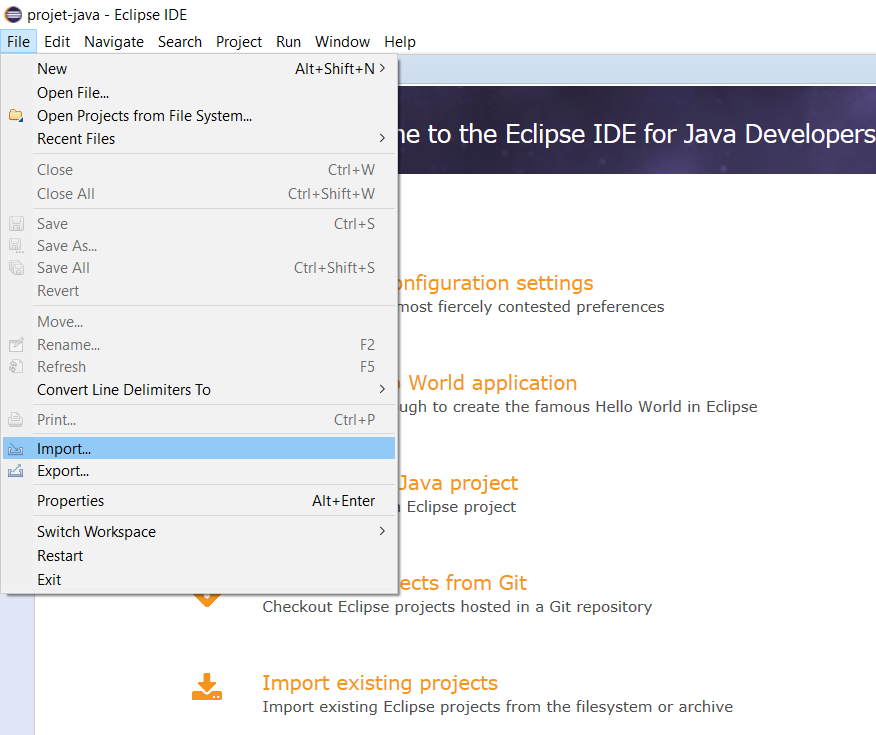 projet-java - Eclipse IDE
File Edit Navigate Search Project Run Window Help
New Alt+Shift+N
Open File...
Open Projects from File System...
Recent Files
Close Ctrl+W
Close All Ctrl+Shift+W
Save Ctrl+S
Save As...
Save All Ctrl+Shift+S
Revert
Move...
Rename... F2
Refresh F5
Convert Line Delimiters To
Print... Ctrl+P
Import...
Export...
Properties Alt+Enter
Switch Workspace
Restart
Exit
to the Eclipse IDE for Java Developers
settings
most fiercely contested preferences
World application
to create the famous Hello World in Eclipse
Java project
Eclipse project
from Git
Checkout Eclipse projects hosted in a Git repository
Import existing projects
Import existing Eclipse projects from the filesystem or archive